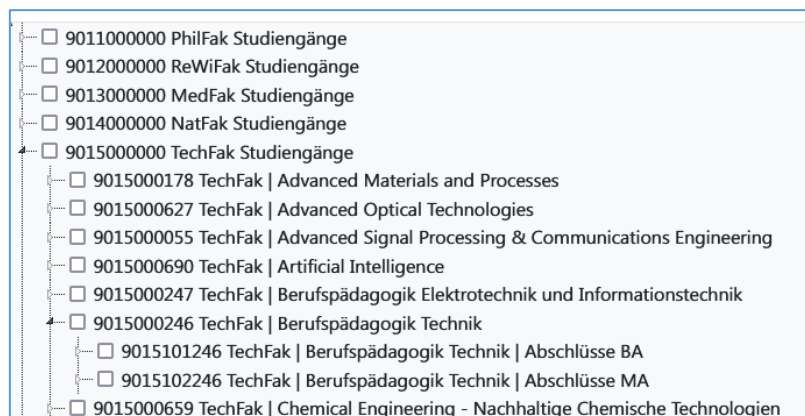 9011000000 PhilFak Studiengänge
9012000000 ReWiFak Studiengänge
9013000000 MedFak Studiengänge
9014000000 NatFak Studiengänge
9015000000 TechFak Studiengänge
9015000178 TechFak | Advanced Materials and Processes
9015000627 TechFak | Advanced Optical Technologies
9015000055 TechFak | Advanced Signal Processing & Communications Engineering
9015000690 TechFak | Artificial Intelligence
9015000247 TechFak | Berufspädagogik Elektrotechnik und Informationstechnik
9015000246 TechFak | Berufspädagogik Technik
9015101246 TechFak | Berufspädagogik Technik | Abschlüsse BA
9015102246 TechFak | Berufspädagogik Technik | Abschlüsse MA
9015000659 TechFak | Chemical Engineering - Nachhaltige Chemische Technologien